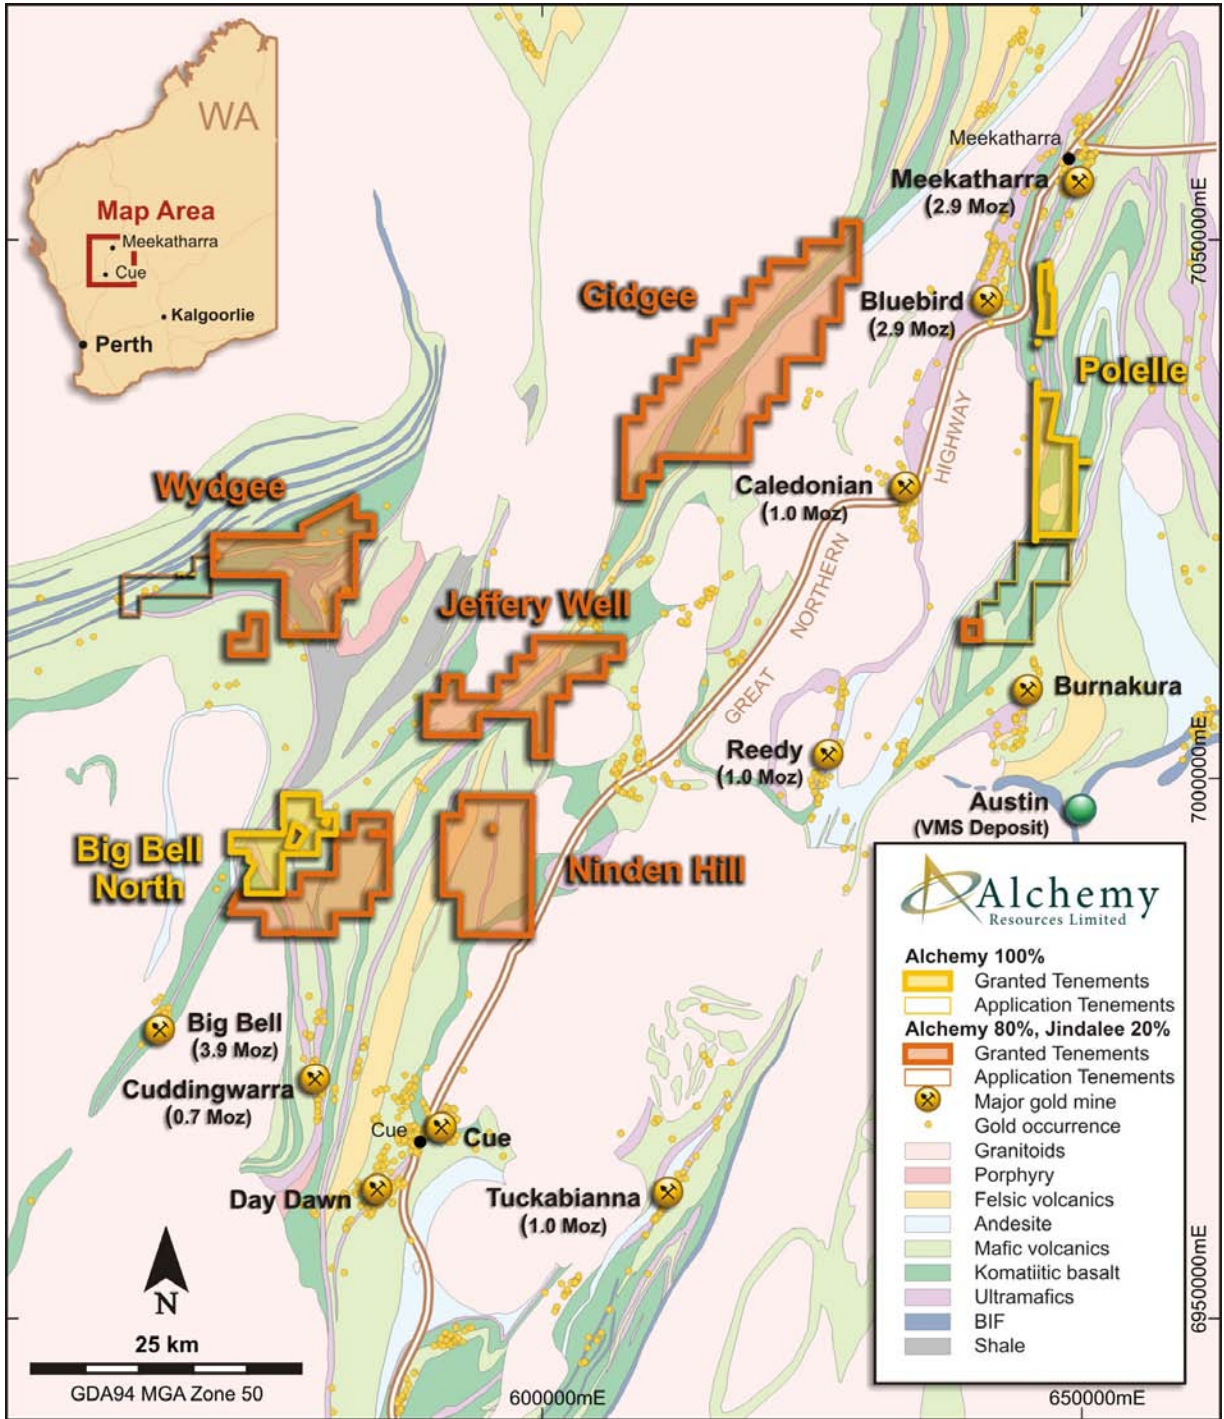 WA
Map Area
Meekatharra
Cue
Kalgoorlie
Perth
Meekatharra
Meekatharra
(2.9 Moz)
7050000mE
Gidgee
Bluebird
(2.9 Moz)
Polelle
HIGHWAY
Wydgee
Caledonian
(1.0 Moz)
NORTHERN
Jeffery Well
GREAT
Burnakura
Reedy
(1.0 Moz)
7000000mE
Austin
(VMS Deposit)
Big Bell
North
Ninden Hill
Big Bell
(3.9 Moz)
Cuddingwarra
(0.7 Moz)
Cue
Cue
Day Dawn
Tuckabianna
(1.0 Moz)
N
25 km
GDA94 MGA Zone 50
600000mE
650000mE
6950000mE
Alchemy
Resources Limited
Alchemy 100%
Granted Tenements
Application Tenements
Alchemy 80%, Jindalee 20%
Granted Tenements
Application Tenements
Major gold mine
Gold occurrence
Granitoids
Porphyry
Felsic volcanics
Andesite
Mafic volcanics
Komatiitic basalt
Ultramafics
BIF
Shale